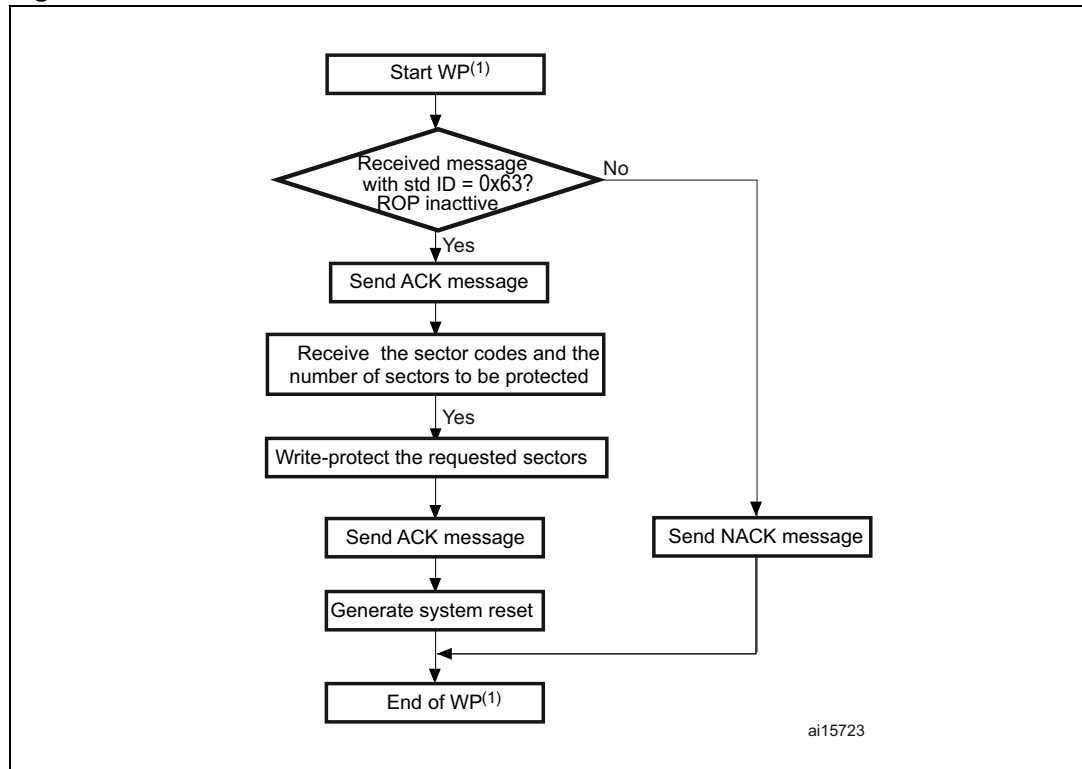 Start WP(1)
Received message
with std ID = 0x63?
ROP inacttive
No
Yes
Send ACK message
Receive the sector codes and the
number of sectors to be protected
Yes
Write-protect the requested sectors
Send ACK message
Send NACK message
Generate system reset
End of WP(1)
ai15723